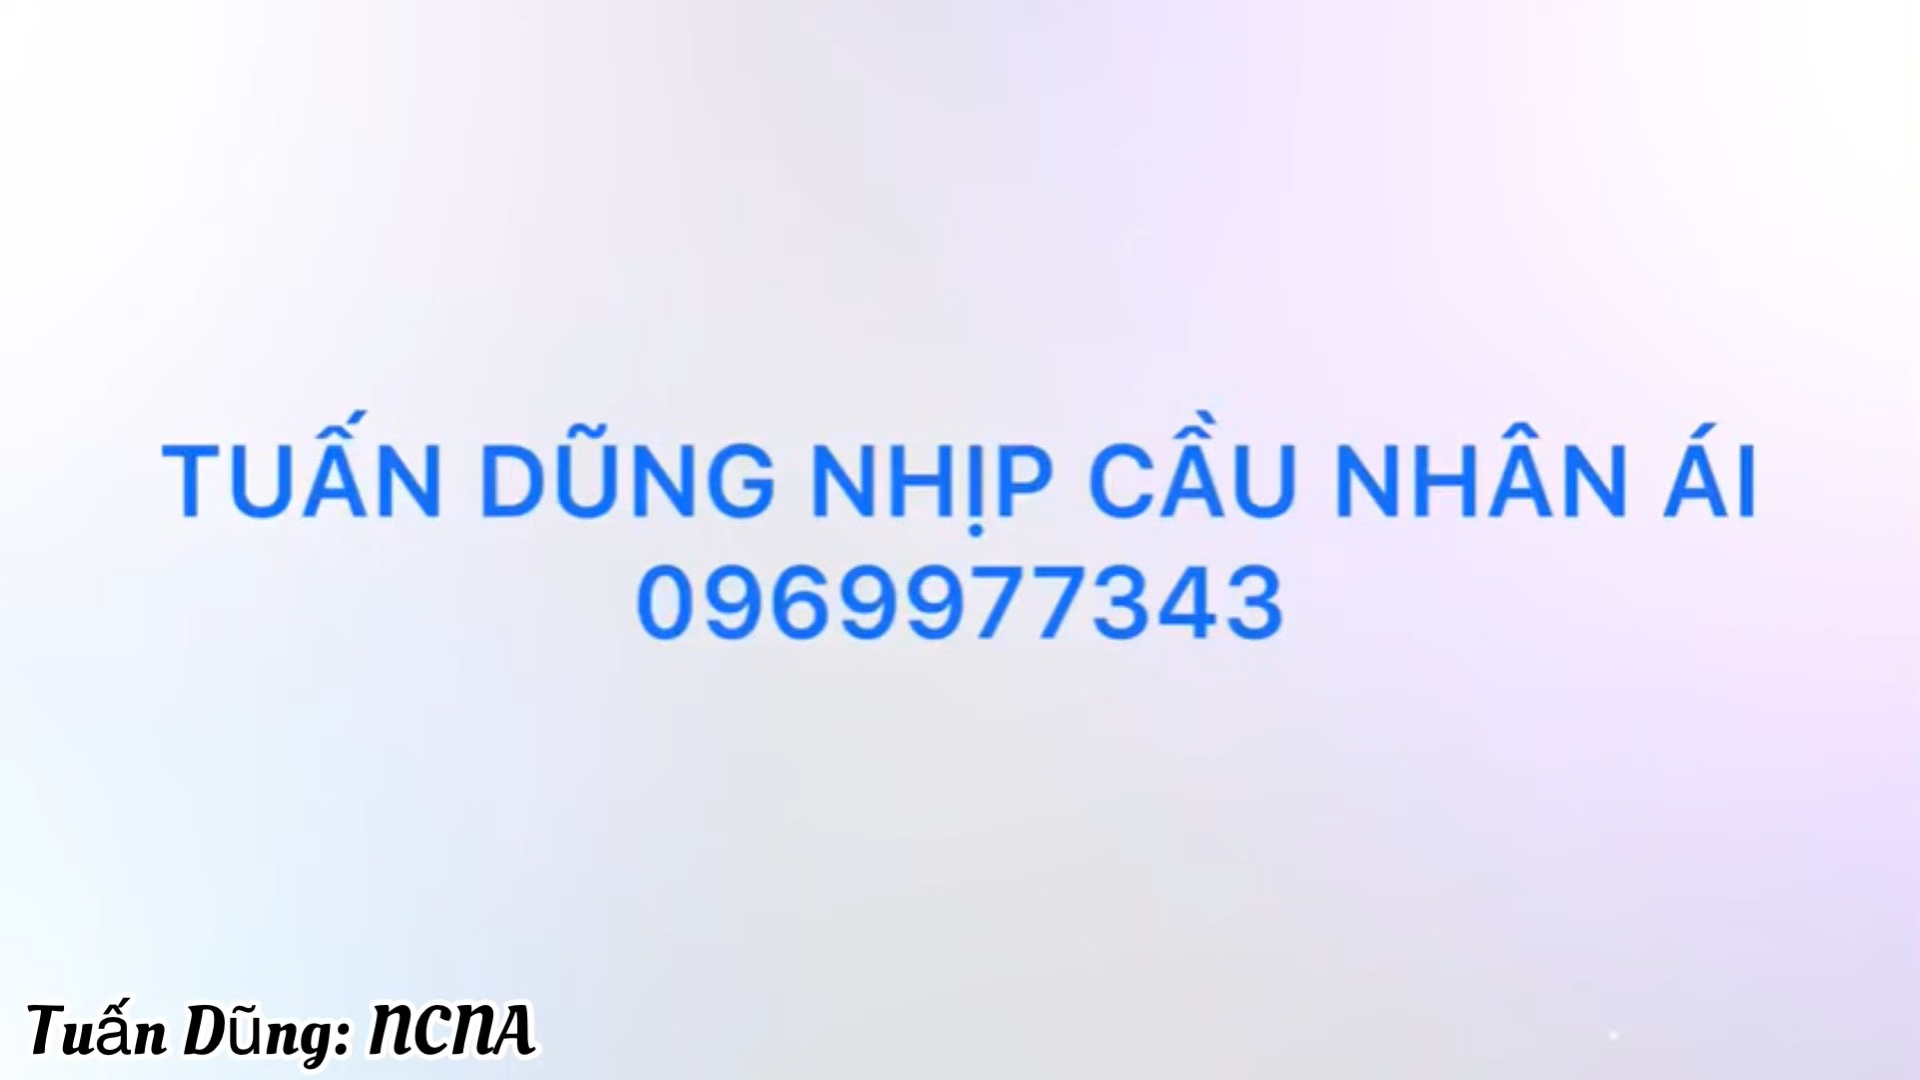 TUẤN DŨNG NHỊP CẦU NHÂN ÁI
0969977343
Tuấn Dũng: NCNA